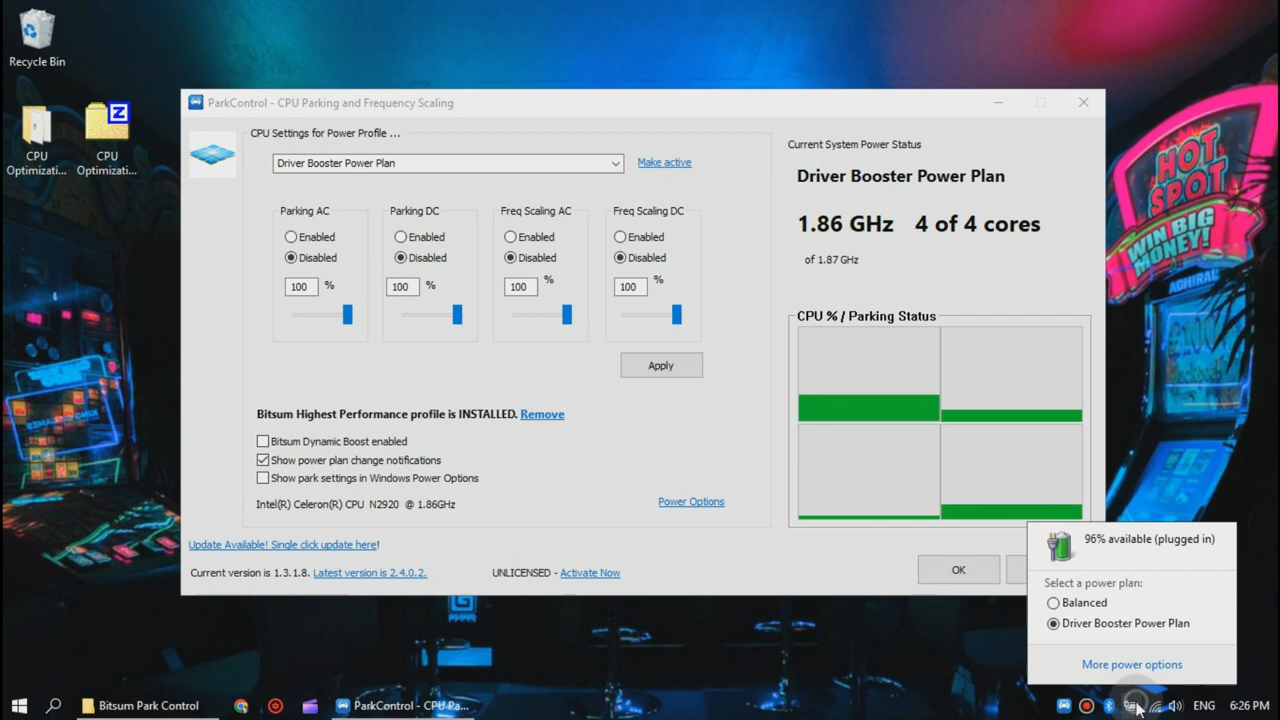 Recycle Bin
CPU
Optimizati...
CPU
Optimizati...
Z
ParkControl - CPU Parking and Frequency Scaling
CPU Settings for Power Profile ...
Driver Booster Power Plan
Make active
Parking AC
Enabled
Disabled
100 %
Parking DC
Enabled
Disabled
100 %
Freq Scaling AC
Enabled
Disabled
100 %
Freq Scaling DC
Enabled
Disabled
100 %
Apply
Bitsum Highest Performance profile is INSTALLED. Remove
Bitsum Dynamic Boost enabled
Show power plan change notifications
Show park settings in Windows Power Options
Intel(R) Celeron(R) CPU N2920 @ 1.86GHz
Power Options
Update Available! Single click update here!
Current version is 1.3.1.8. Latest version is 2.4.0.2.
UNLICENSED - Activate Now
Current System Power Status
Driver Booster Power Plan
1.86 GHz 4 of 4 cores
of 1.87 GHz
CPU % / Parking Status
OK
HOT
SPOT
WIN BIG
MONEY!
ADMIRAL
96% available (plugged in)
Select a power plan:
Balanced
Driver Booster Power Plan
More power options
Bitsum Park Control
ParkControl - CPU Pa...
ENG
6:26 PM